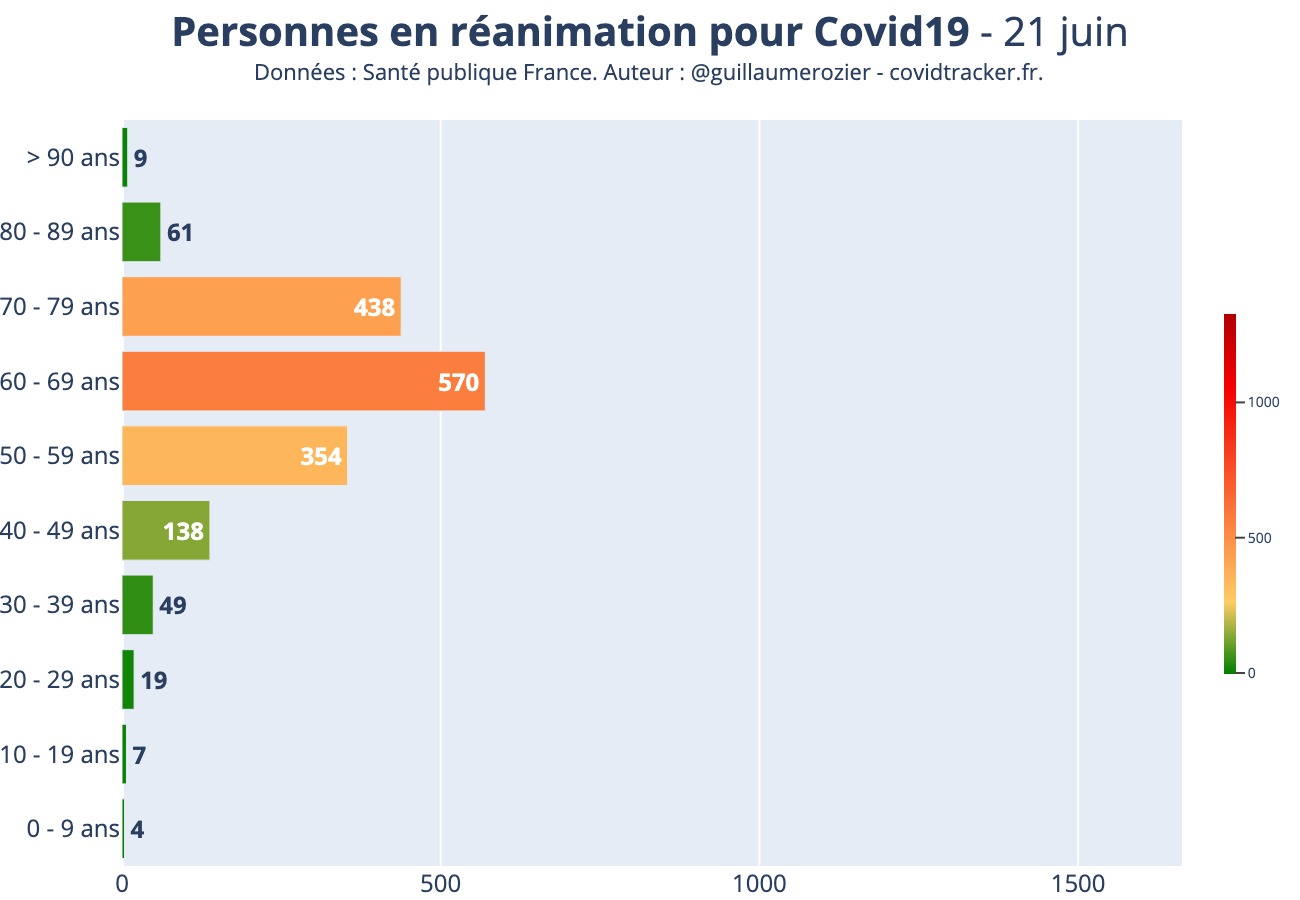 Personnes en réanimation pour Covid19 - 21 juin
Données : Santé publique France. Auteur : @guillaumerozier - covidtracker.fr.
> 90 ans 9
80 - 89 ans 61
70 - 79 ans 438
60 - 69 ans 570
50 - 59 ans 354
40 - 49 ans 138
30 - 39 ans 49
20 - 29 ans 19
10 - 19 ans 7
0 - 9 ans 4
0 500 1000 1500
1000
500
0